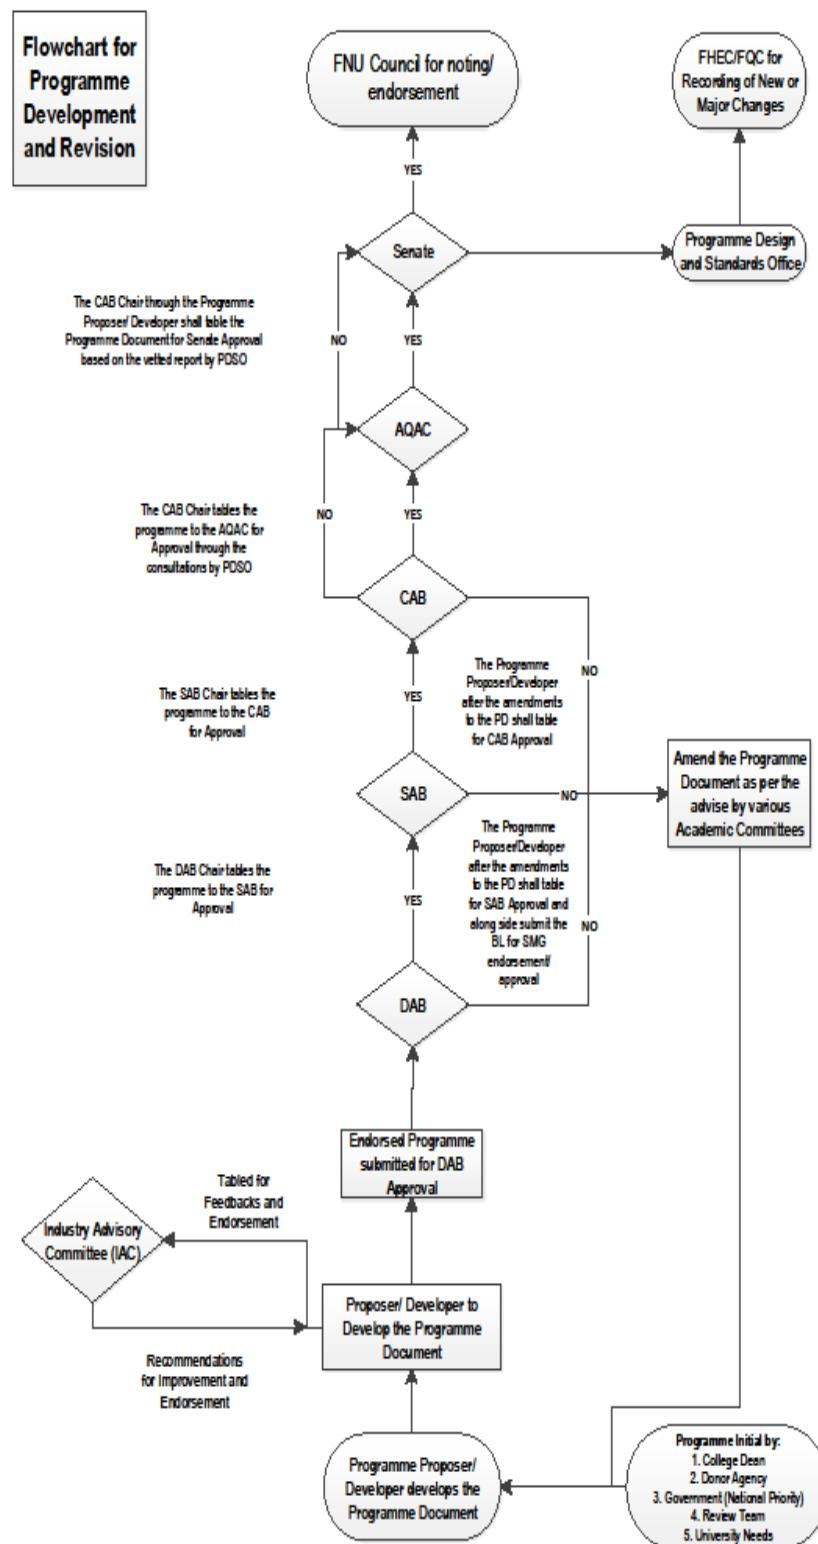 Flowchart for
Programme
Development
and Revision
FNU Council for noting/
endorsement
FHEC/FQC for
Recording of New or
Major Changes
YES
Senate
Programme Design
and Standards Office
The CAB Chair through the Programme
Proposer/ Developer shall table the
Programme Document for Senate Approval
based on the vetted report by PDSO
NO
YES
AQAC
The CAB Chair tables the
programme to the AQAC for
Approval through the
consultations by PDSO
NO
YES
CAB
The SAB Chair tables the
programme to the CAB
for Approval
YES
The Programme
Proposer/Developer
after the amendments
to the PD shall table
for CAB Approval
NO
SAB
NO
Amend the Programme
Document as per the
advise by various
Academic Committees
The DAB Chair tables the
programme to the SAB for
Approval
YES
The Programme
Proposer/Developer
after the amendments
to the PD shall table
for SAB Approval and
along side submit the
BL for SMG
endorsement/
approval
NO
DAB
Endorsed Programme
submitted for DAB
Approval
Tabled for
Feedbacks and
Endorsement
Industry Advisory
Committee (IAC)
Proposer/ Developer to
Develop the Programme
Document
Recommendations
for Improvement and
Endorsement
Programme Proposer/
Developer develops the
Programme Document
Programme Initial by:
1. College Dean
2. Donor Agency
3. Government (National Priority)
4. Review Team
5. University Needs